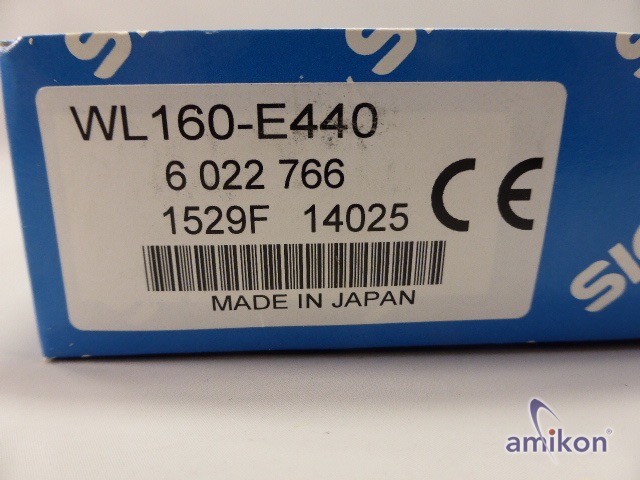 WL160-E440
6 022 766
1529F 14025
CE
MADE IN JAPAN
amikon®